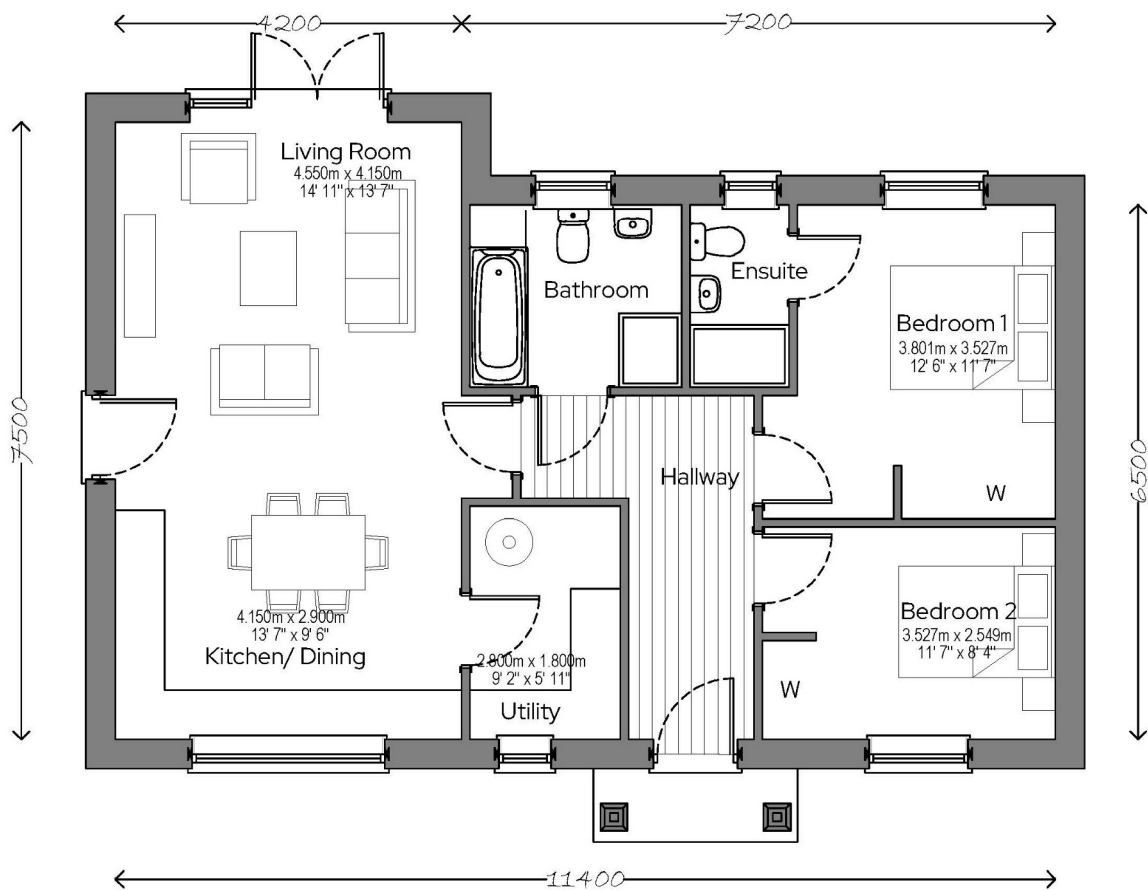 4200
7200
Living Room
4.550m x 4.150m
14' 11" x 13' 7"
Bathroom
Ensuite
Bedroom 1
3.801m x 3.527m
12' 6" x 11' 7"
7500
6500
Hallway
W
4.150m x 2.900m
13' 7" x 9' 6"
Kitchen/ Dining
2.800m x 1.800m
9' 2" x 5' 11"
Utility
Bedroom 2
3.527m x 2.549m
11' 7" x 8' 4"
W
11400